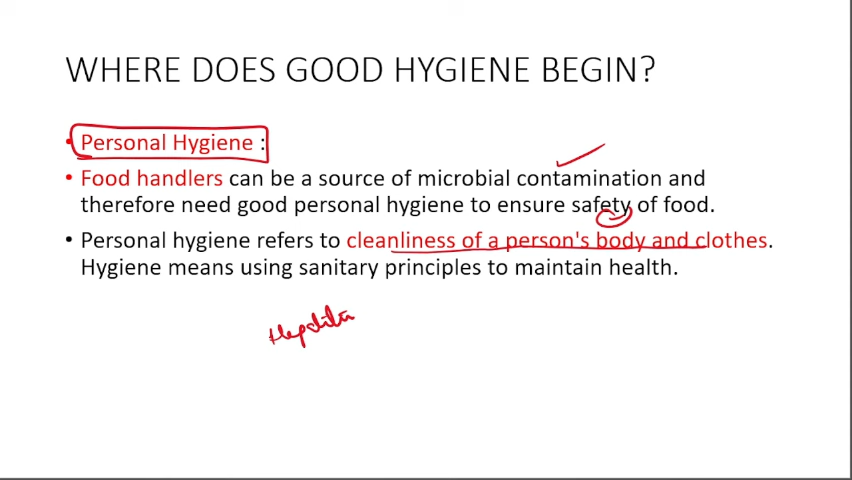 WHERE DOES GOOD HYGIENE BEGIN?
• Personal Hygiene :
• Food handlers can be a source of microbial contamination and
therefore need good personal hygiene to ensure safety of food.
• Personal hygiene refers to cleanliness of a person's body and clothes.
Hygiene means using sanitary principles to maintain health.